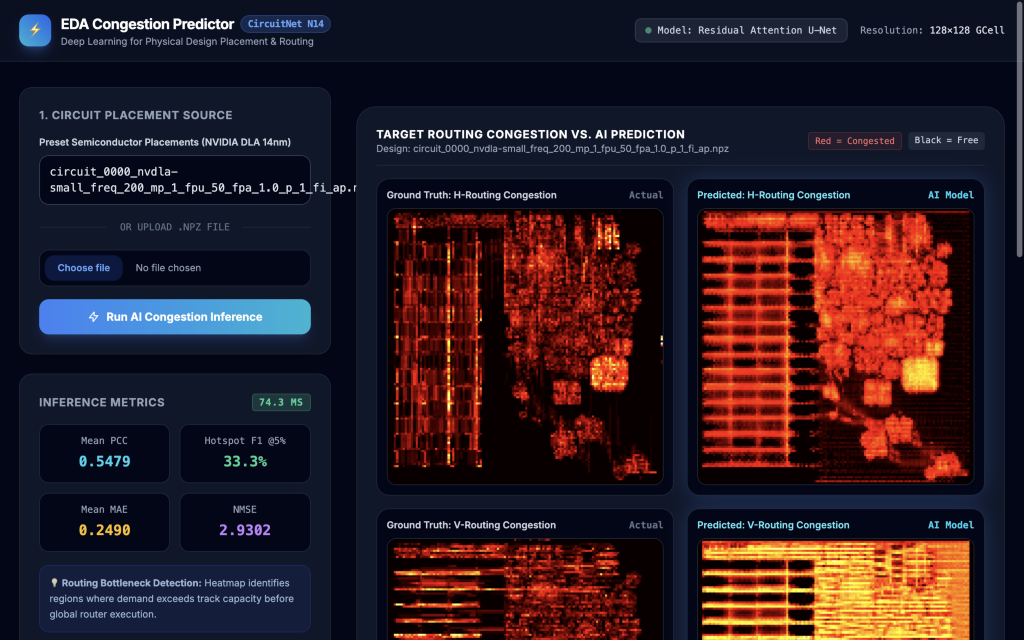 EDA Congestion Predictor
CircuitNet N14
Deep Learning for Physical Design Placement & Routing
Model: Residual Attention U-Net
Resolution: 128×128 GCell
1. CIRCUIT PLACEMENT SOURCE
Preset Semiconductor Placements (NVIDIA DLA 14nm)
circuit_0000_nvdla-
small_freq_200_mp_1_fpu_50_fpa_1.0_p_1_fi_ap.n
OR UPLOAD .NPZ FILE
Choose file
No file chosen
Run AI Congestion Inference
INFERENCE METRICS
74.3 MS
Mean PCC
0.5479
Hotspot F1 @5%
33.3%
Mean MAE
0.2490
NMSE
2.9302
Routing Bottleneck Detection: Heatmap identifies
regions where demand exceeds track capacity before
global router execution.
TARGET ROUTING CONGESTION VS. AI PREDICTION
Design: circuit_0000_nvdla-small_freq_200_mp_1_fpu_50_fpa_1.0_p_1_fi_ap.npz
Red = Congested
Black = Free
Ground Truth: H-Routing Congestion
Actual
Predicted: H-Routing Congestion
AI Model
Ground Truth: V-Routing Congestion
Actual
Predicted: V-Routing Congestion
AI Model